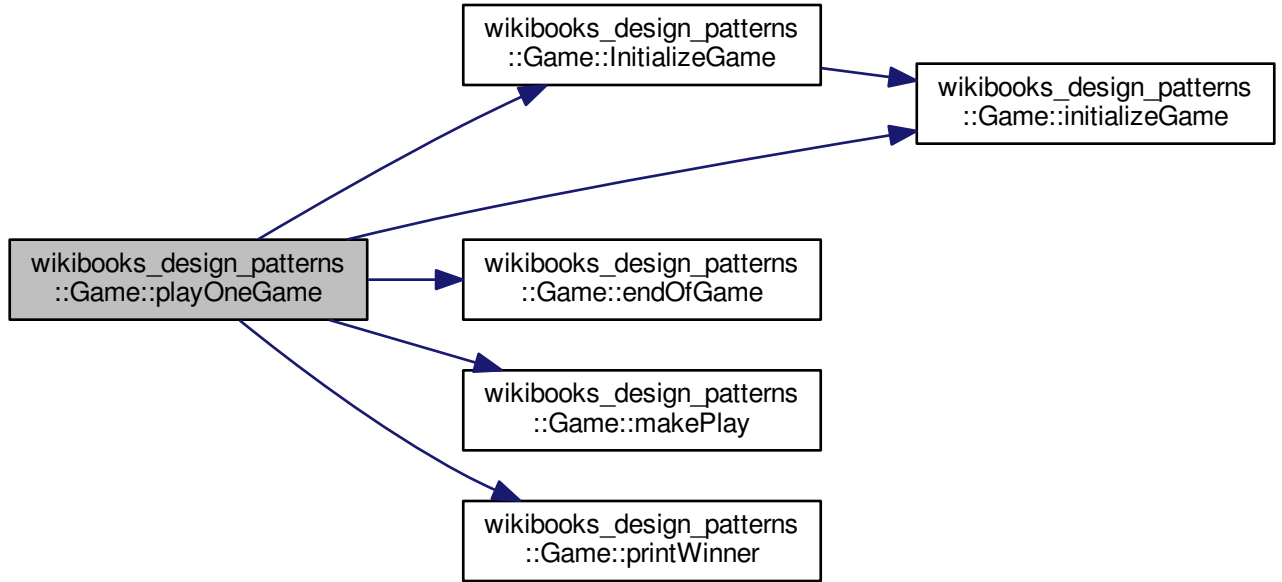 wikibooks_design_patterns
::Game::InitializeGame
wikibooks_design_patterns
::Game::initializeGame
wikibooks_design_patterns
::Game::playOneGame
wikibooks_design_patterns
::Game::endOfGame
wikibooks_design_patterns
::Game::makePlay
wikibooks_design_patterns
::Game::printWinner